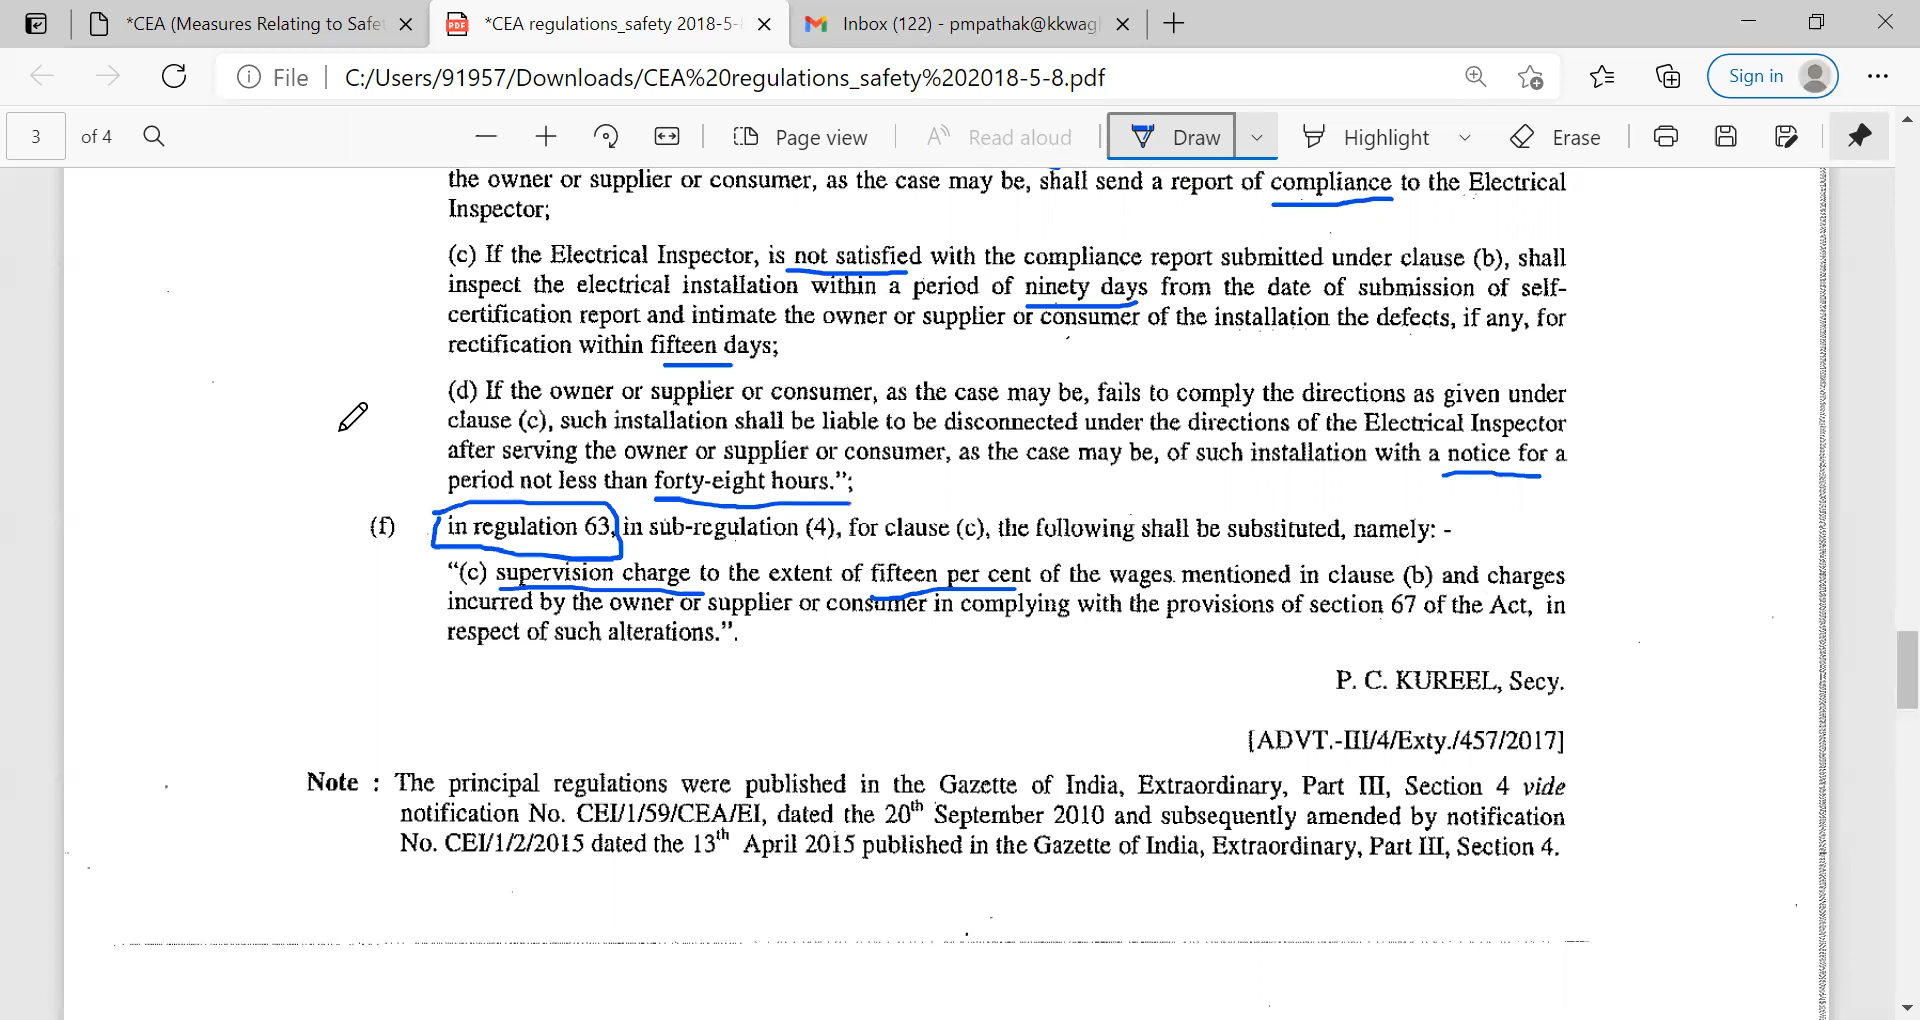 *CEA (Measures Relating to Safet
*CEA regulations_safety 2018-5-8
Inbox (122) - pmpathak@kkwagh
File
C:/Users/91957/Downloads/CEA%20regulations_safety%202018-5-8.pdf
Sign in
3 of 4
Page view
Read aloud
Draw
Highlight
Erase
the owner or supplier or consumer, as the case may be, shall send a report of compliance to the Electrical
Inspector;
(c) If the Electrical Inspector, is not satisfied with the compliance report submitted under clause (b), shall
inspect the electrical installation within a period of ninety days from the date of submission of self-
certification report and intimate the owner or supplier or consumer of the installation the defects, if any, for
rectification within fifteen days;
(d) If the owner or supplier or consumer, as the case may be, fails to comply the directions as given under
clause (c), such installation shall be liable to be disconnected under the directions of the Electrical Inspector
after serving the owner or supplier or consumer, as the case may be, of such installation with a notice for a
period not less than forty-eight hours.”;
(f) in regulation 63, in sub-regulation (4), for clause (c), the following shall be substituted, namely: -
“(c) supervision charge to the extent of fifteen per cent of the wages mentioned in clause (b) and charges
incurred by the owner or supplier or consumer in complying with the provisions of section 67 of the Act, in
respect of such alterations.”.
P. C. KUREEL, Secy.
[ADVT.-III/4/Exty./457/2017]
Note : The principal regulations were published in the Gazette of India, Extraordinary, Part III, Section 4 vide
notification No. CEI/1/59/CEA/EI, dated the 20th September 2010 and subsequently amended by notification
No. CEI/1/2/2015 dated the 13th April 2015 published in the Gazette of India, Extraordinary, Part III, Section 4.